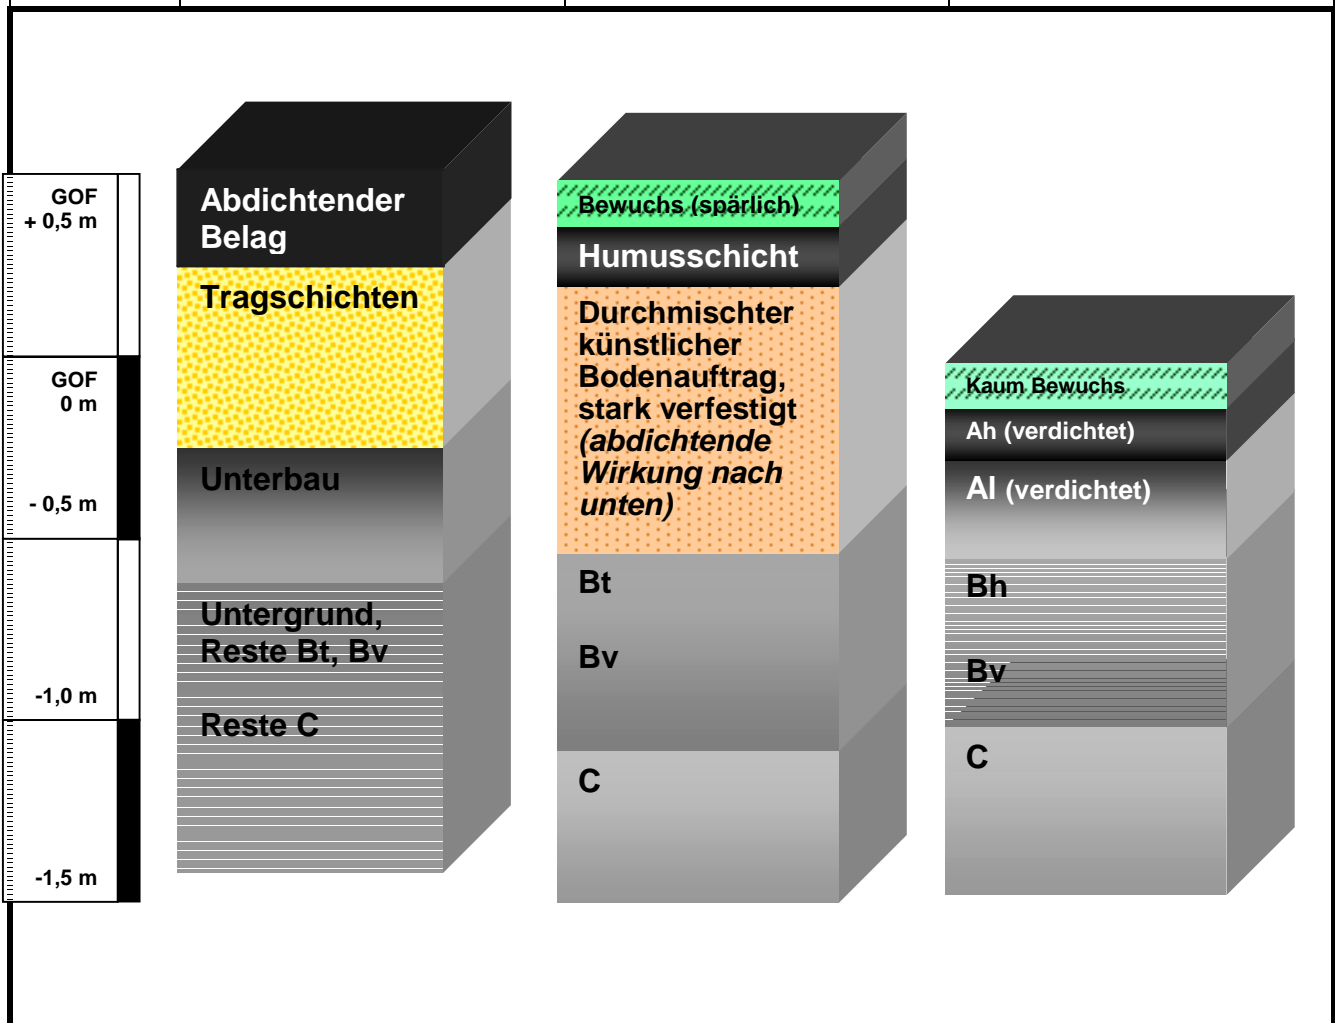 GOF
+ 0,5 m
GOF
0 m
- 0,5 m
-1,0 m
-1,5 m
Abdichtender
Belag
Tragschichten
Unterbau
Untergrund,
Reste Bt, Bv
Reste C
Bewuchs (spärlich)
Humusschicht
Durchmischter
künstlicher
Bodenauftrag,
stark verfestigt
(abdichtende
Wirkung nach
unten)
Bt
Bv
C
Kaum Bewuchs
Ah (verdichtet)
Al (verdichtet)
Bh
Bv
C